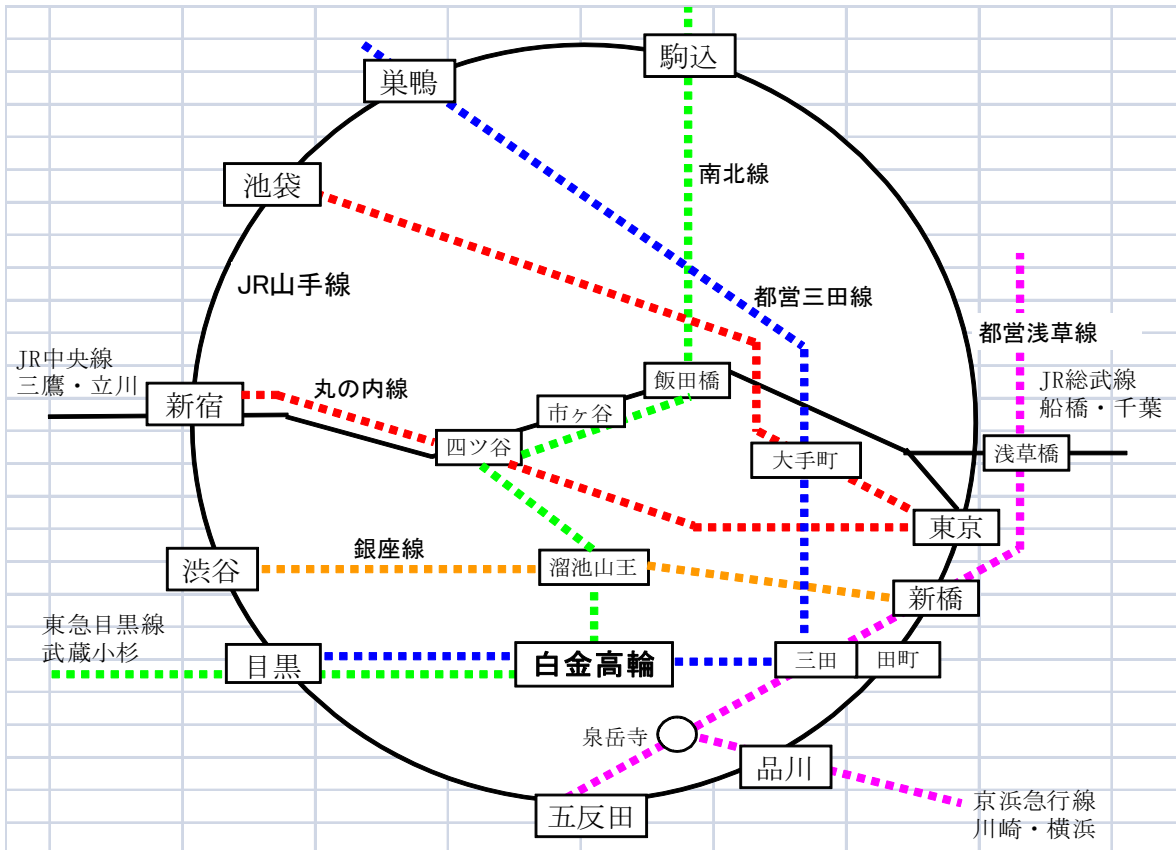 駒込
巣鴨
池袋
南北線
JR山手線
都営三田線
都営浅草線
JR中央線
三鷹・立川
新宿
丸の内線
飯田橋
市ヶ谷
四ツ谷
大手町
JR総武線
船橋・千葉
浅草橋
東京
渋谷
銀座線
溜池山王
新橋
東急目黒線
武蔵小杉
目黒
白金高輪
三田
田町
泉岳寺
品川
五反田
京浜急行線
川崎・横浜